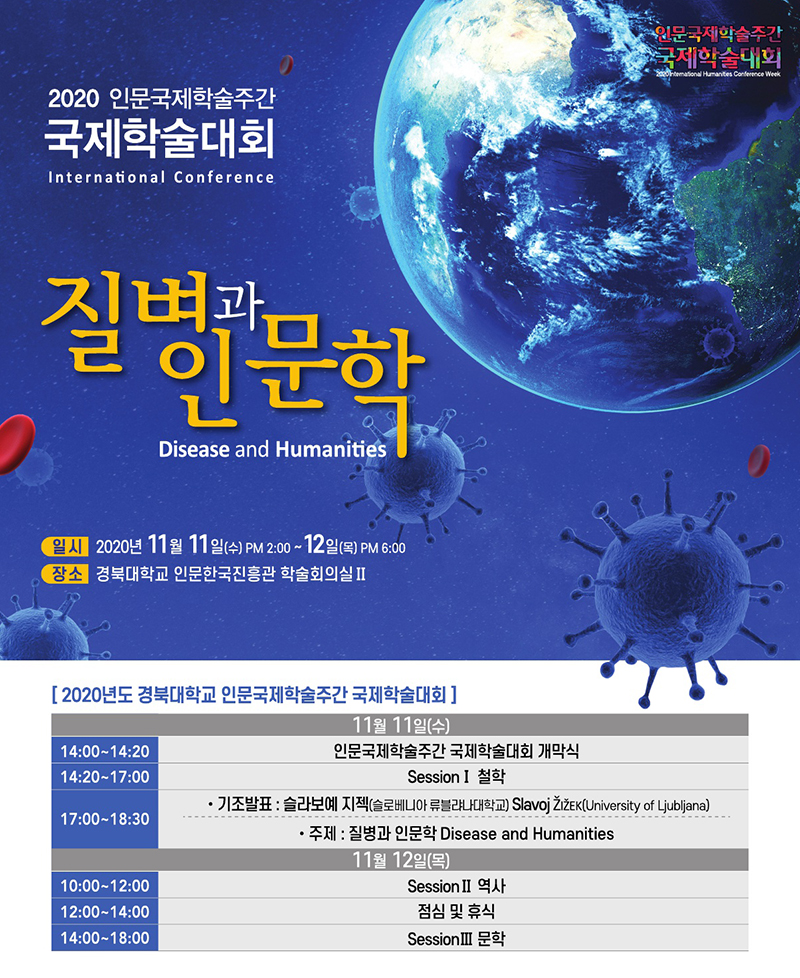 인문국제학술주간
국제학술대회
2020 International Humanities Conference Week
2020 인문국제학술주간
국제학술대회
International Conference
질병과
인문학
Disease and Humanities
일시 2020년 11월 11일(수) PM 2:00 ~ 12일(목) PM 6:00
장소 경북대학교 인문한국진흥관 학술회의실 II
[ 2020년도 경북대학교 인문국제학술주간 국제학술대회 ]
11월 11일(수)
14:00~14:20 인문국제학술주간 국제학술대회 개막식
14:20~17:00 Session I 철학
17:00~18:30
• 기조발표 : 슬라보예 지젝(슬로베니아 류블랴나대학교) Slavoj ŽIŽEK(University of Ljubljana)
• 주제 : 질병과 인문학 Disease and Humanities
11월 12일(목)
10:00~12:00 Session II 역사
12:00~14:00 점심 및 휴식
14:00~18:00 Session III 문학